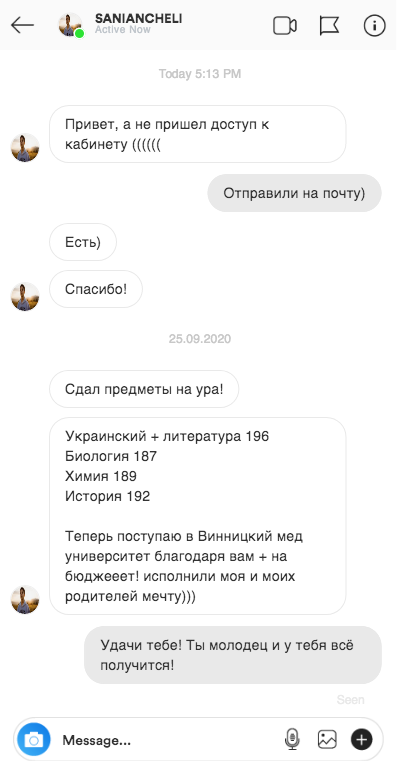 SANIANCHELI
Active Now
Today 5:13 PM
Привет, а не пришел доступ к
кабинету ((((((
Отправили на почту)
Есть)
Спасибо!
25.09.2020
Сдал предметы на ура!
Украинский + литература 196
Биология 187
Химия 189
История 192
Теперь поступаю в Винницкий мед
университет благодаря вам + на
бюджееет! исполнили моя и моих
родителей мечту)))
Удачи тебе! Ты молодец и у тебя всё
получится!
Seen
Message...